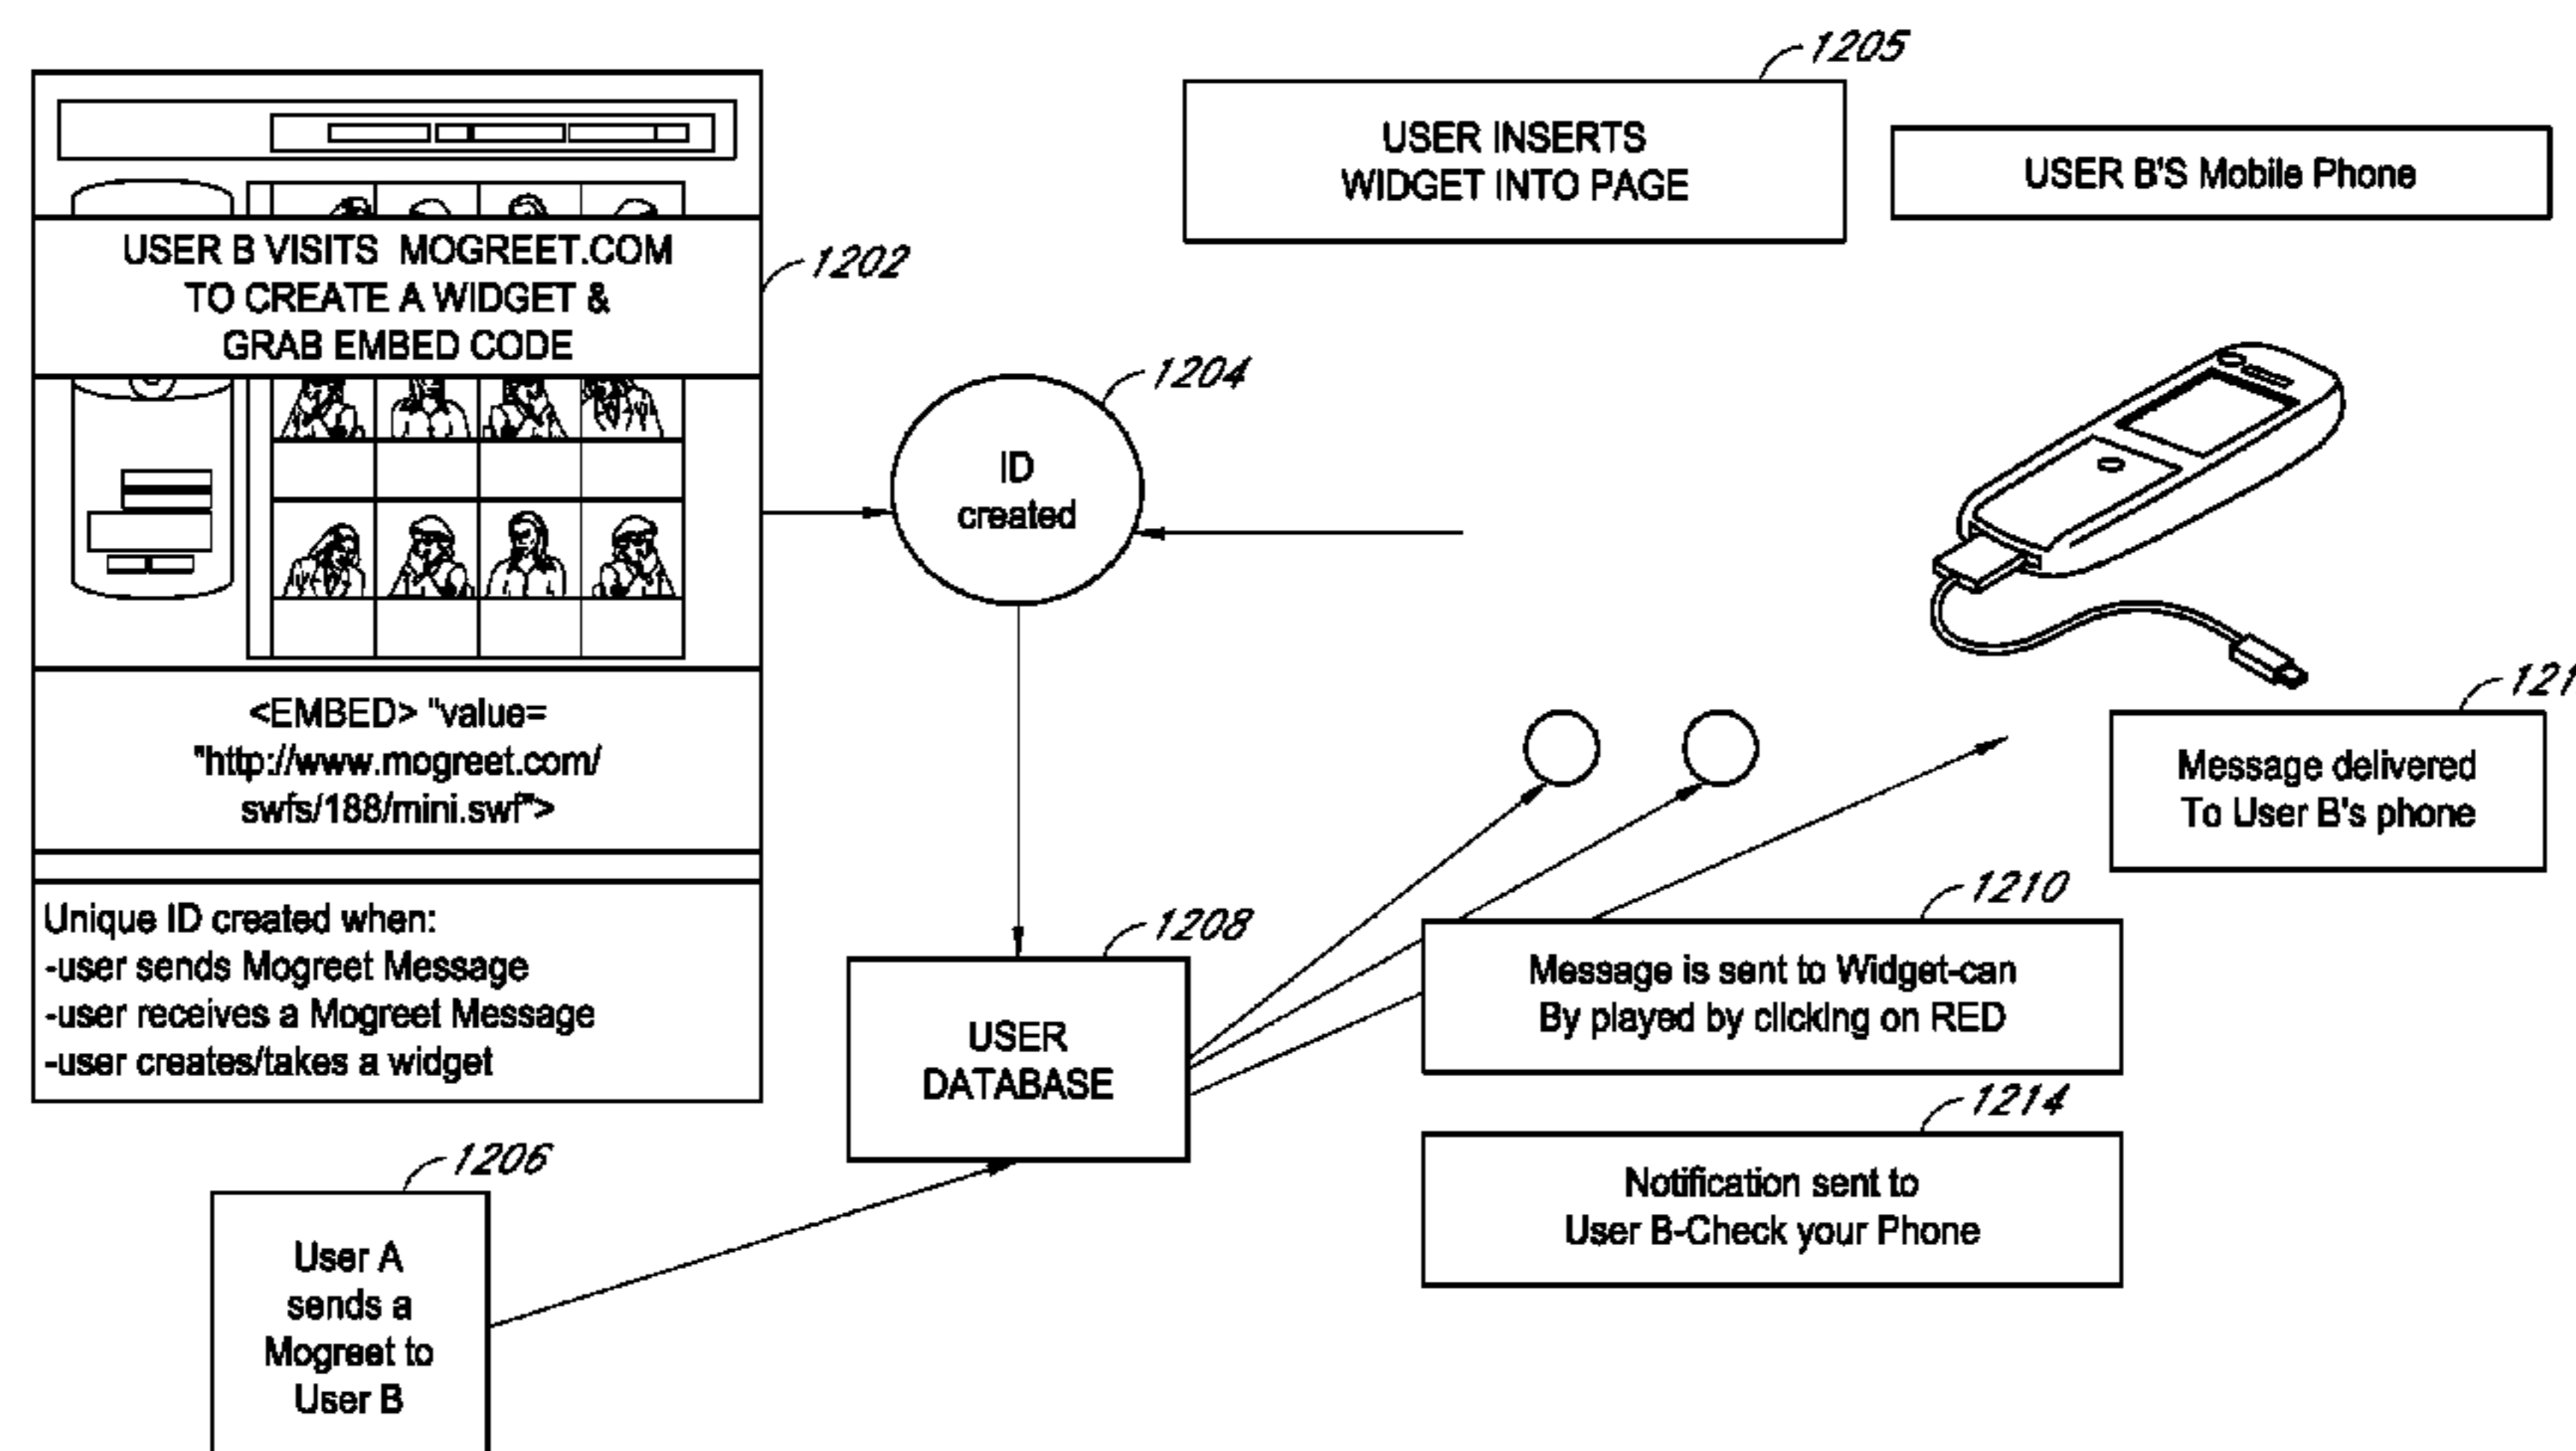 1205
USER INSERTS
WIDGET INTO PAGE
USER B'S Mobile Phone
USER B VISITS MOGREET.COM
TO CREATE A WIDGET &
GRAB EMBED CODE
1202
1204
ID
created
<EMBED> "value=
"http://www.mogreet.com/
swfs/188/mini.swf">
121
Message delivered
To User B's phone
Unique ID created when:
-user sends Mogreet Message
-user receives a Mogreet Message
-user creates/takes a widget
1208
USER
DATABASE
1210
Message is sent to Widget-can
By played by clicking on RED
1214
Notification sent to
User B-Check your Phone
1206
User A
sends a
Mogreet to
User B